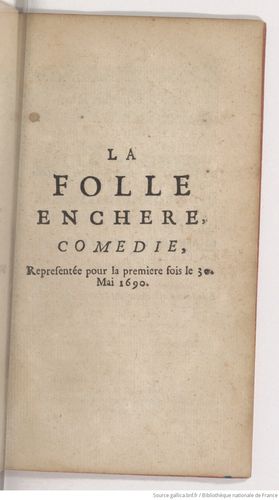 LA
FOLLE
ENCHERE,
COMEDIE,
Representée pour la premiere fois le 30.
Mai 1690.
Source gallica.bnf.fr / Bibliothèque nationale de France